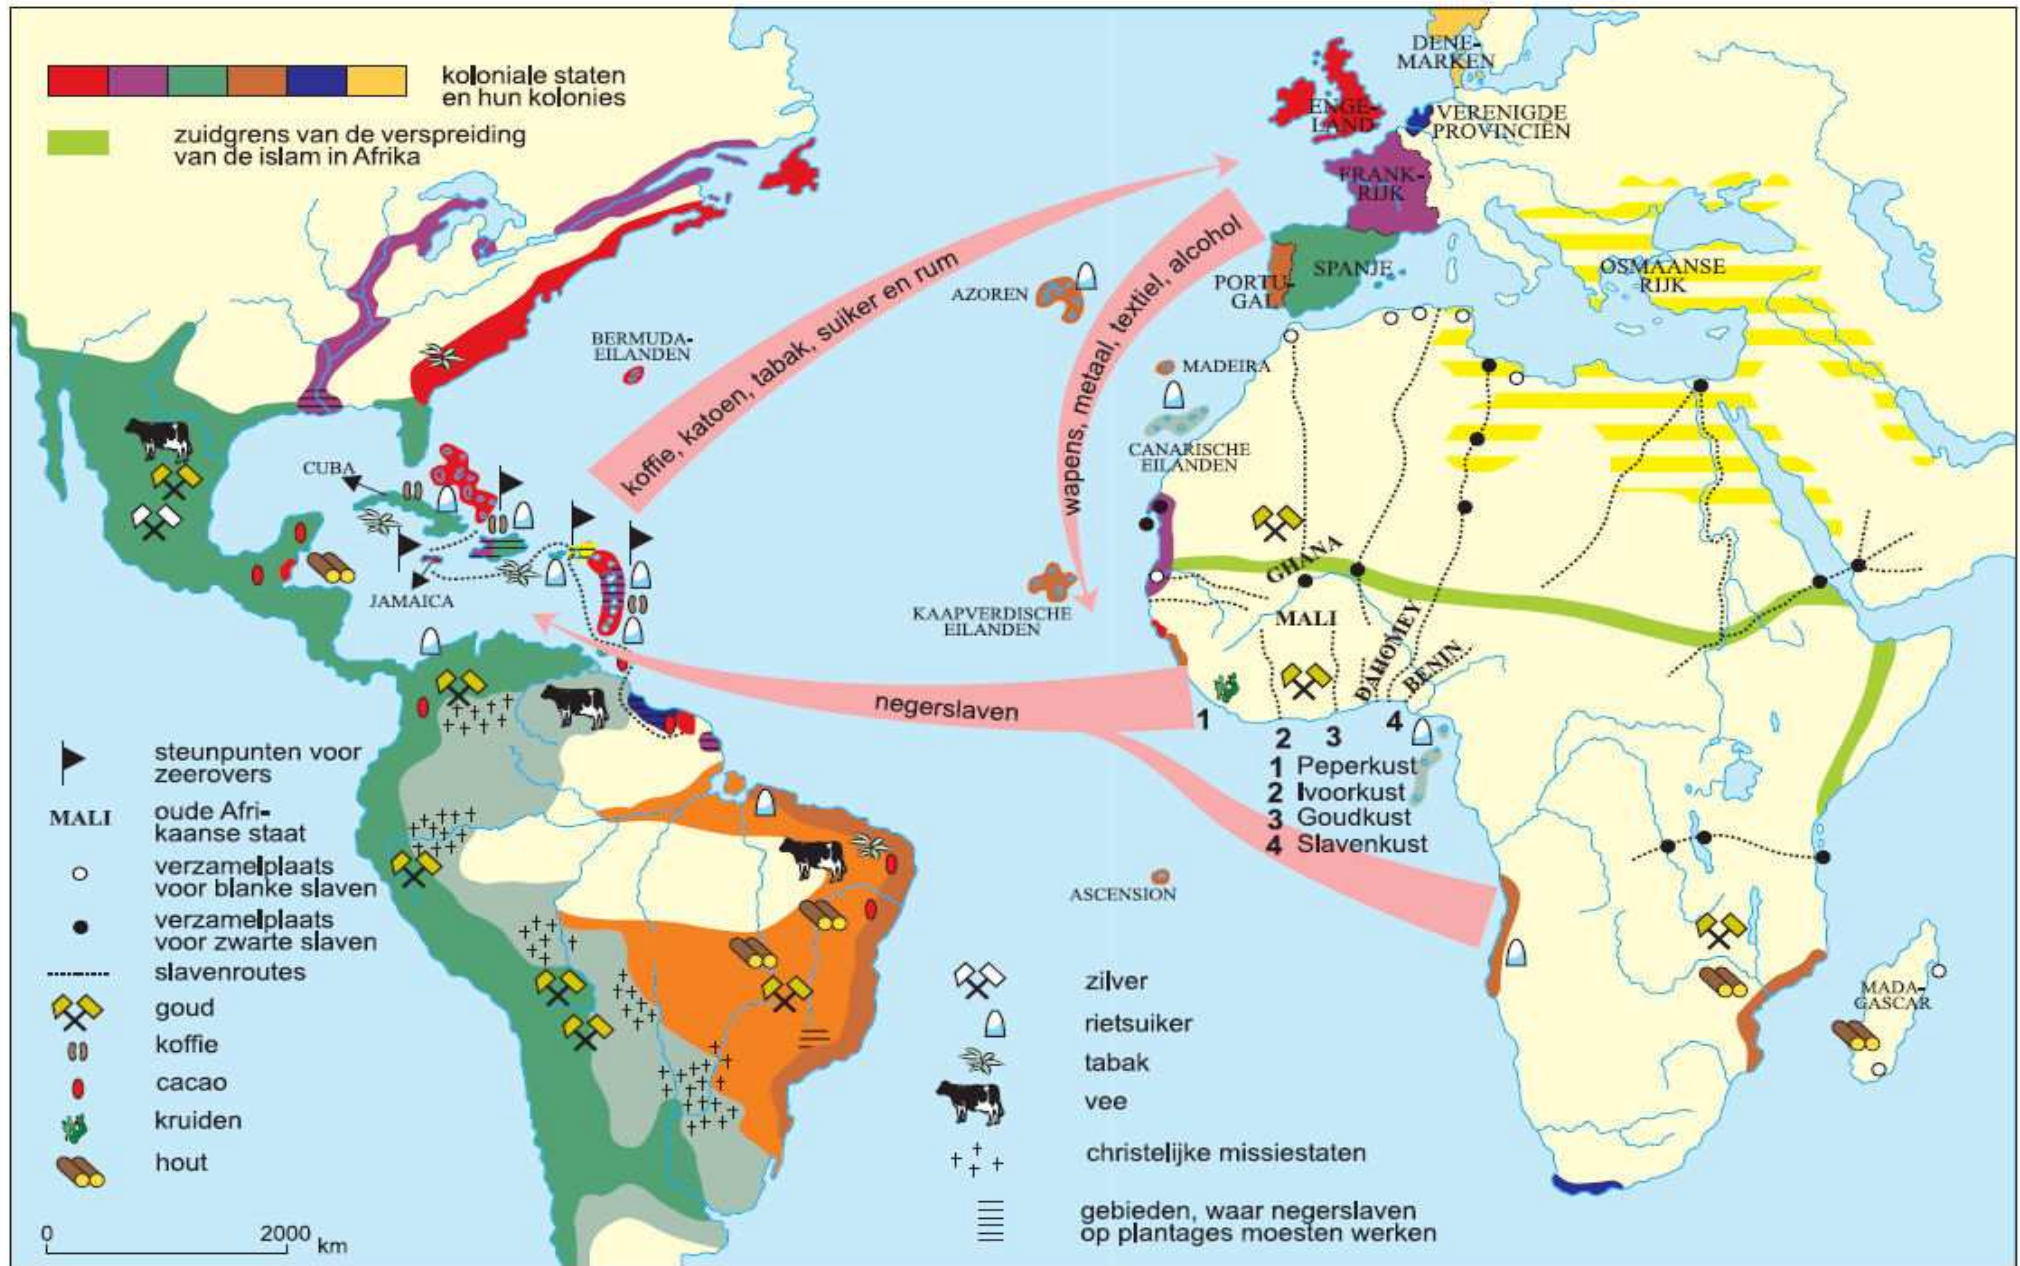 koloniale staten
en hun kolonies
zuidgrens van de verspreiding
van de islam in Afrika
DENE-
MARKEN
ENGE-
LAND
VERENIGDE
PROVINCIËN
FRANK-
RIJK
PORTU-
GAL
SPANJE
OSMAANSE
RIJK
AZOREN
BERMUDA-
EILANDEN
MADEIRA
CANARISCHE
EILANDEN
koffie, katoen, tabak, suiker en rum
wapens, metaal, textiel, alcohol
CUBA
JAMAICA
KAAPVERDISCHE
EILANDEN
GHANA
MALI
DAHOMEY
BENIN
negerslaven
1
2
3
4
1 Peperkust
2 Ivoorkust
3 Goudkust
4 Slavenkust
ASCENSION
MADA-
GASCAR
steunpunten voor
zeerovers
MALI
oude Afri-
kaanse staat
verzamelplaats
voor blanke slaven
verzamelplaats
voor zwarte slaven
slavenroutes
goud
koffie
cacao
kruiden
hout
0
2000
km
zilver
rietsuiker
tabak
vee
christelijke missiestaten
gebieden, waar negerslaven
op plantages moesten werken